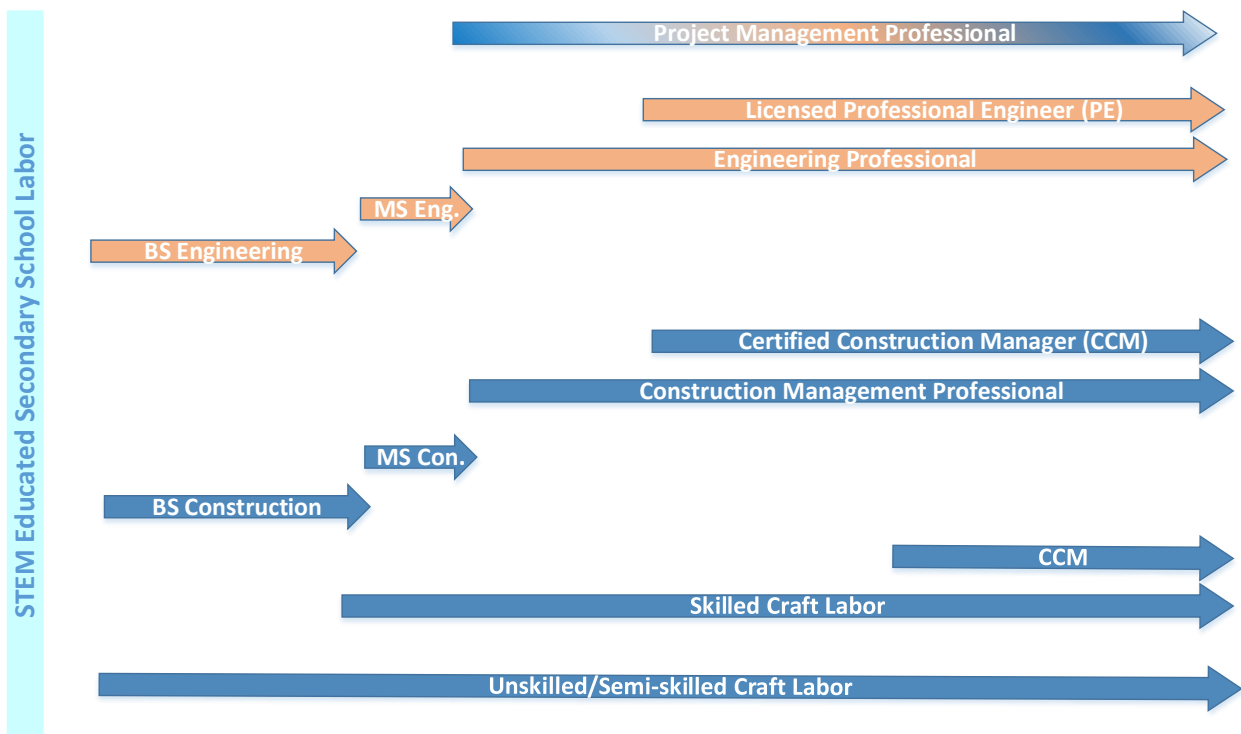 STEM Educated Secondary School Labor
Project Management Professional
Licensed Professional Engineer (PE)
Engineering Professional
MS Eng.
BS Engineering
Certified Construction Manager (CCM)
Construction Management Professional
MS Con.
BS Construction
CCM
Skilled Craft Labor
Unskilled/Semi-skilled Craft Labor